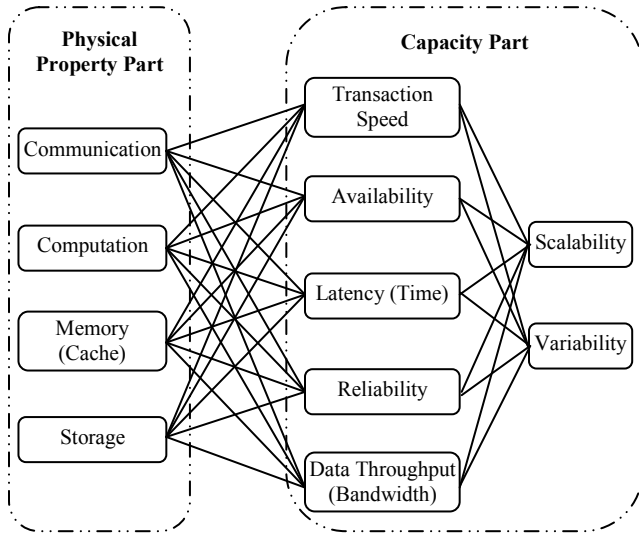 Physical
Property Part
Communication
Computation
Memory
(Cache)
Storage
Capacity Part
Transaction
Speed
Availability
Latency (Time)
Reliability
Data Throughput
(Bandwidth)
Scalability
Variability